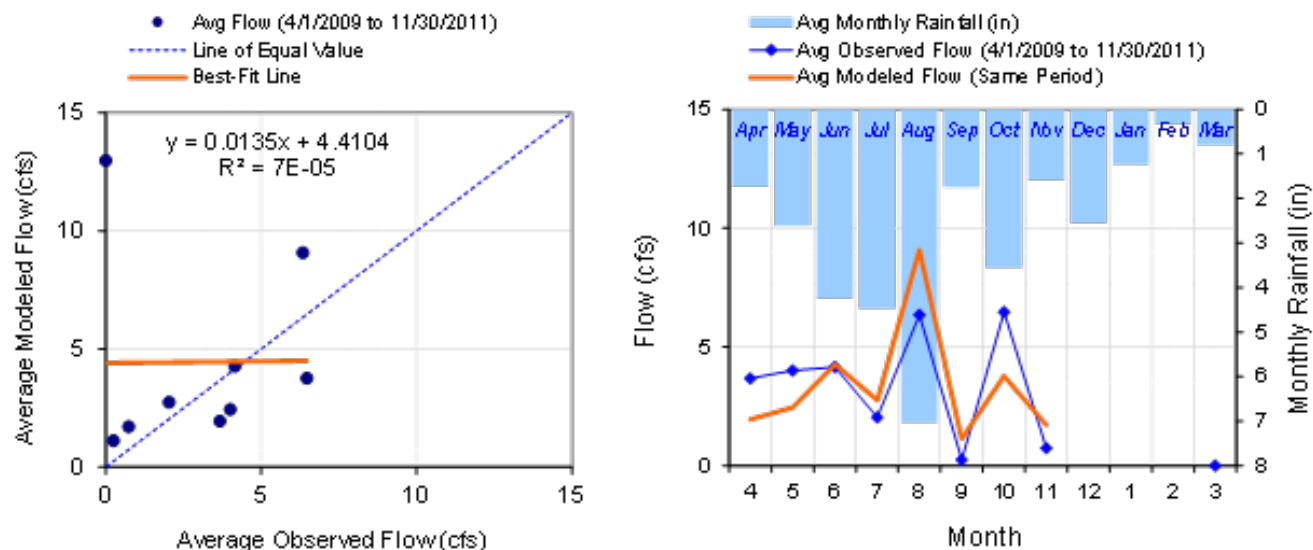 Avg Flow (4/1/2009 to 11/30/2011)
Line of Equal Value
Best-Fit Line
y = 0.0135x + 4.4104
R² = 7E-05
15
10
5
0
0 5 10 15
Average Modeled Flow (cfs)
Average Observed Flow (cfs)
Avg Monthly Rainfall (in)
Avg Observed Flow (4/1/2009 to 11/30/2011)
Avg Modeled Flow (Same Period)
Apr May Jun Jul Aug Sep Oct Nov Dec Jan Feb Mar
15
10
5
0
Flow (cfs)
0
1
2
3
4
5
6
7
8
Monthly Rainfall (in)
4 5 6 7 8 9 10 11 12 1 2 3
Month